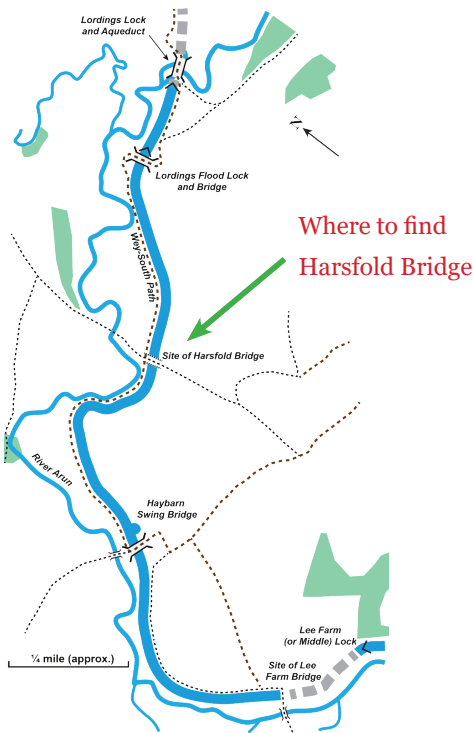 Lordings Lock
and Aqueduct
N
Lordings Flood Lock
and Bridge
Where to find
Harsfold Bridge
Wey-South Path
Site of Harsfold Bridge
River Arun
Haybarn
Swing Bridge
Lee Farm
(or Middle) Lock
Site of Lee
Farm Bridge
¼ mile (approx.)